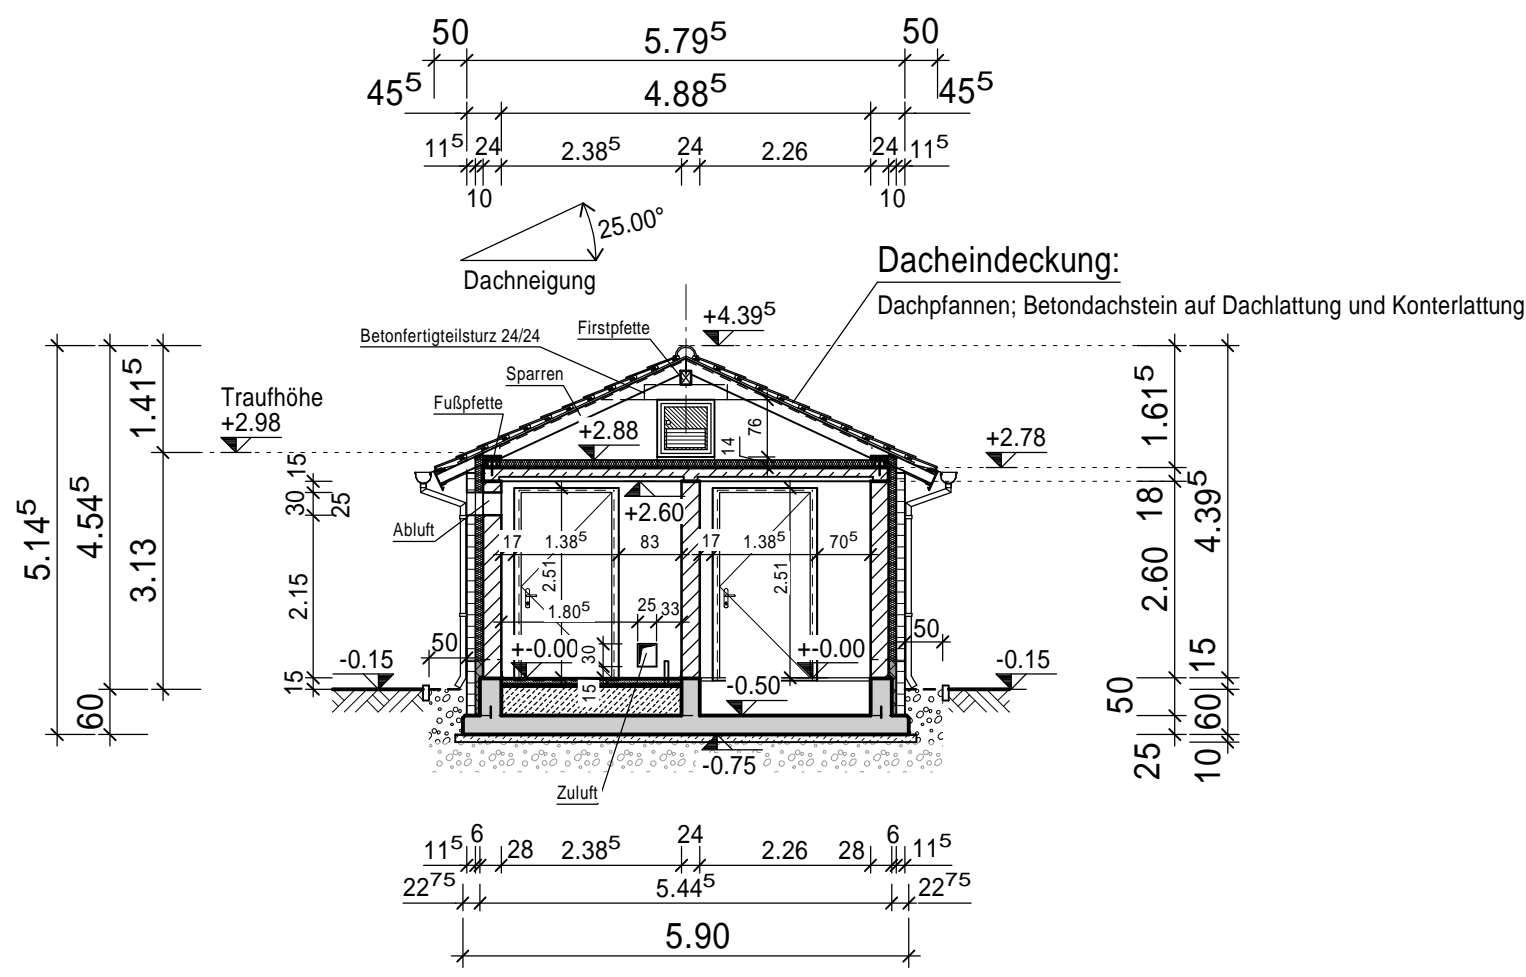 50 5.79⁵ 50
45⁵ 4.88⁵ 45⁵
11⁵ 24 2.38⁵ 24 2.26 24 11⁵
10 10
25.00°
Dachneigung
Dacheindeckung:
Dachpfannen; Betondachstein auf Dachlattung und Konterlattung
+4.39⁵
Firstpfette
Betonfertigteilsturz 24/24
Sparren
Fußpfette
Traufhöhe
+2.98
+2.88
14
76
+2.78
+2.60
Abluft
17 1.38⁵ 83 17 1.38⁵ 70⁵
2.51
2.51
1.80⁵ 25 33
30
15
50
50
+-0.00
+-0.00
-0.15
-0.15
-0.50
-0.75
Zuluft
5.14⁵
4.54⁵
60
1.41⁵
3.13
15
30
25
2.15
15
1.61⁵
18
2.60
50
25
4.39⁵
15
60
10
11⁵ 6 28 2.38⁵ 24 2.26 28 6 11⁵
22⁷⁵ 5.44⁵ 22⁷⁵
5.90